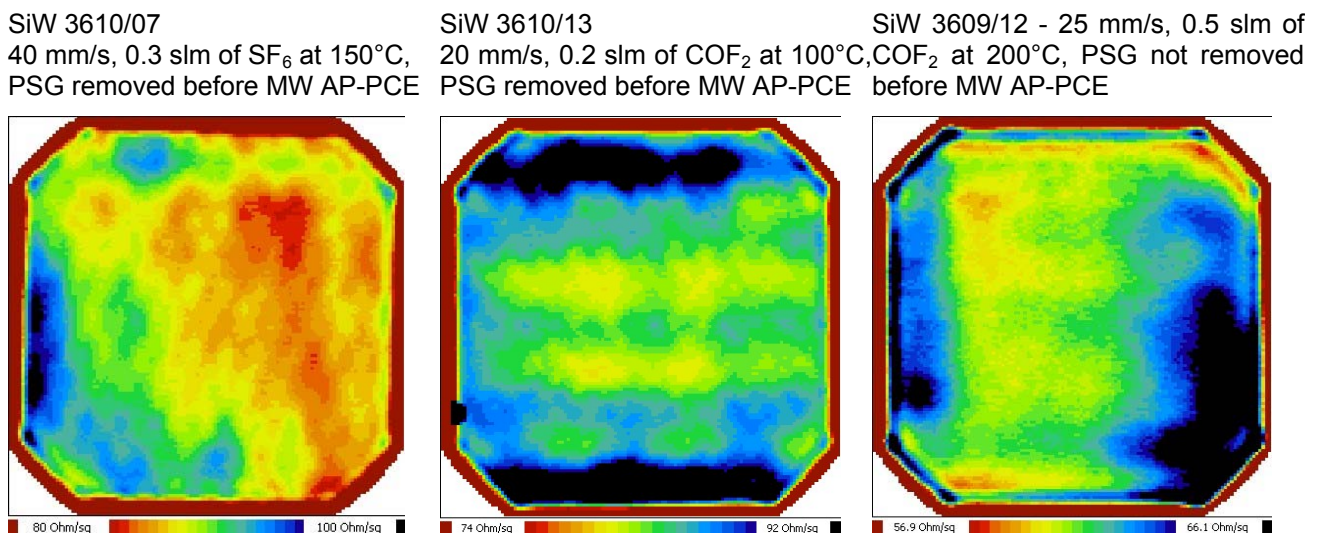 SiW 3610/07
40 mm/s, 0.3 slm of SF₆ at 150°C,
PSG removed before MW AP-PCE
SiW 3610/13
20 mm/s, 0.2 slm of COF₂ at 100°C,
PSG removed before MW AP-PCE
SiW 3609/12 - 25 mm/s, 0.5 slm of
COF₂ at 200°C, PSG not removed
before MW AP-PCE
80 Ohm/sq 100 Ohm/sq
74 Ohm/sq 92 Ohm/sq
56.9 Ohm/sq 66.1 Ohm/sq